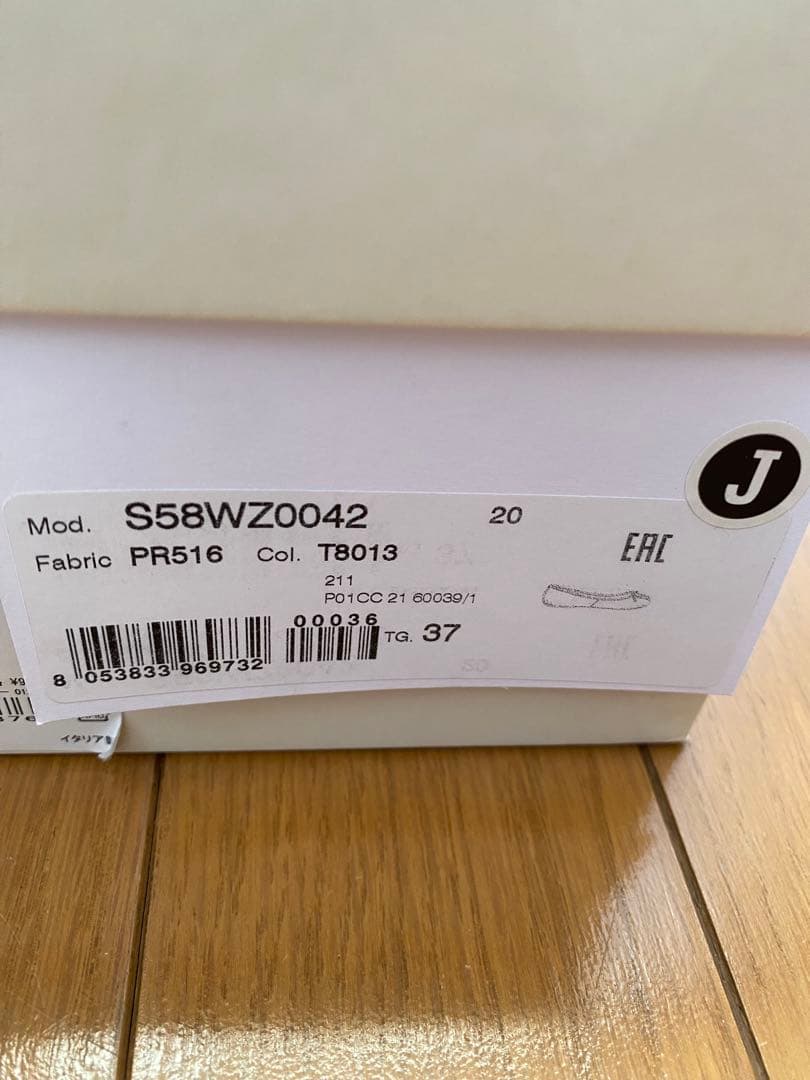 J
Mod. S58WZ0042 20
Fabric PR516 Col. T8013
EAC
211
P01CC 21 60039/1
00036
TG. 37
8 053833 969732
イタリア